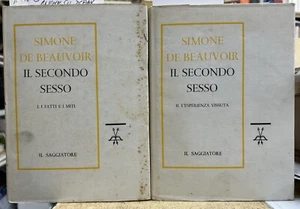 SIMONE
DE BEAUVOIR
IL SECONDO
SESSO
I. I FATTI E I MITI
IL SAGGIATORE
SIMONE
DE BEAUVOIR
IL SECONDO
SESSO
II. L'ESPERIENZA VISSUTA
IL SAGGIATORE